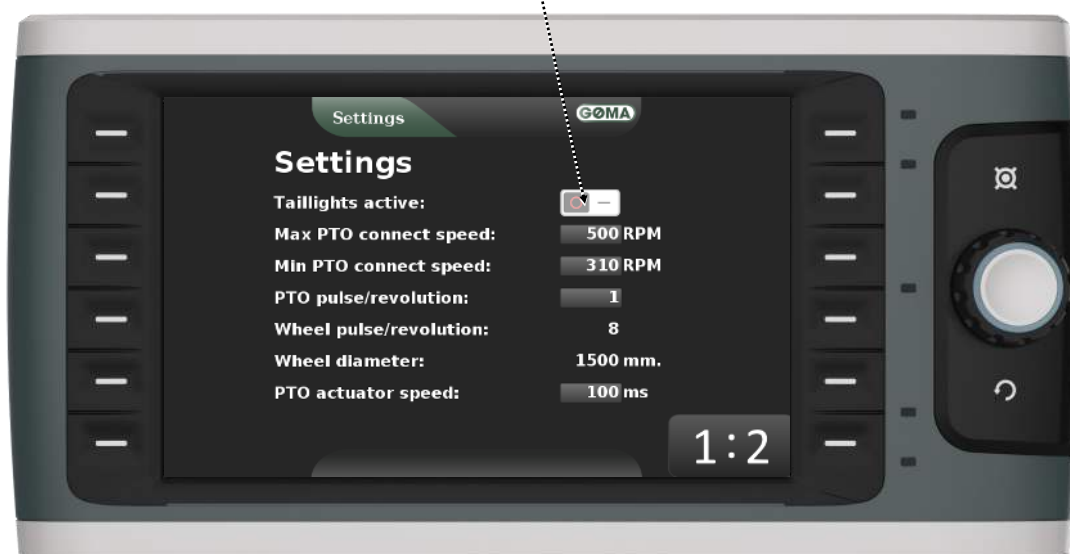 Settings
GØMA
Settings
Taillights active:
Max PTO connect speed: 500 RPM
Min PTO connect speed: 310 RPM
PTO pulse/revolution: 1
Wheel pulse/revolution: 8
Wheel diameter: 1500 mm.
PTO actuator speed: 100 ms
1:2